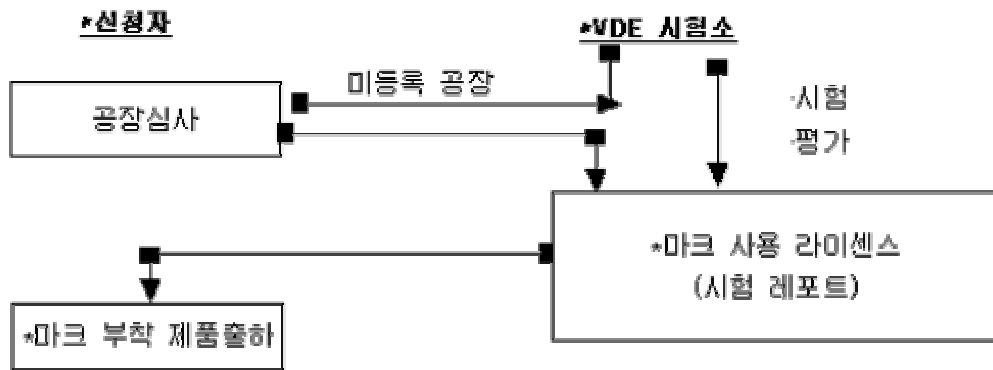 *신청자
*VDE 시험소
미등록 공장
공장심사
·시험
·평가
*마크 사용 라이센스
(시험 레포트)
*마크 부착 제품출하